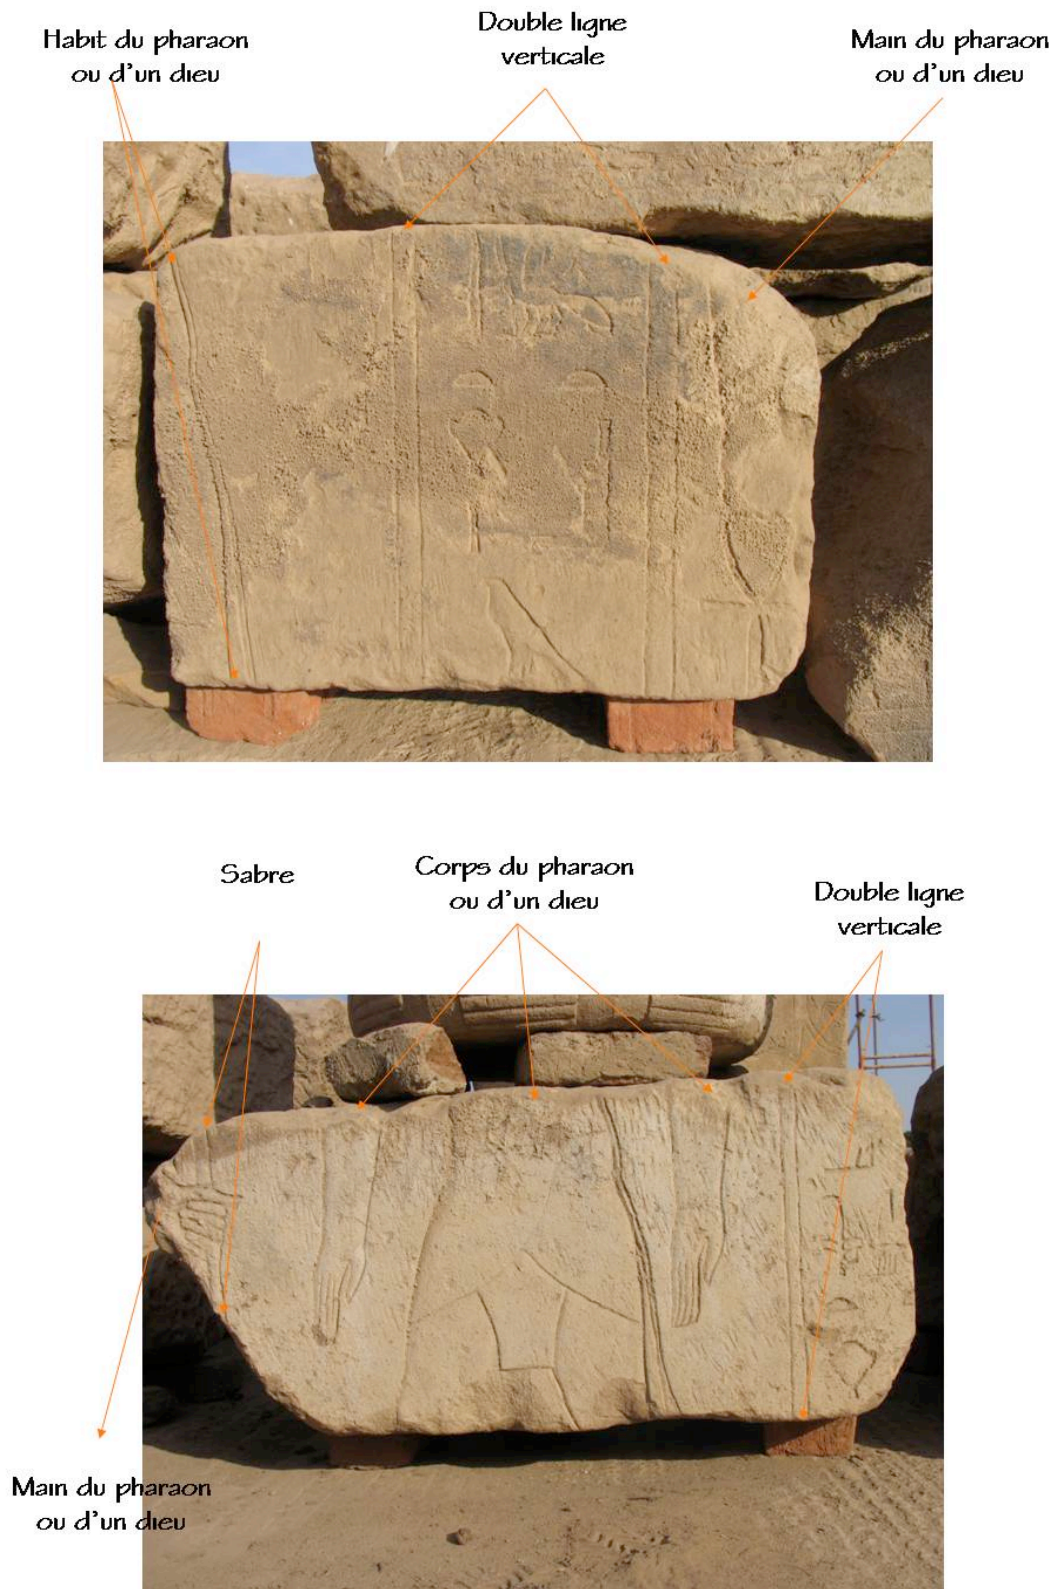 Habit du pharaon
ou d'un dieu
Double ligne
verticale
Main du pharaon
ou d'un dieu
Sabre
Corps du pharaon
ou d'un dieu
Double ligne
verticale
Main du pharaon
ou d'un dieu